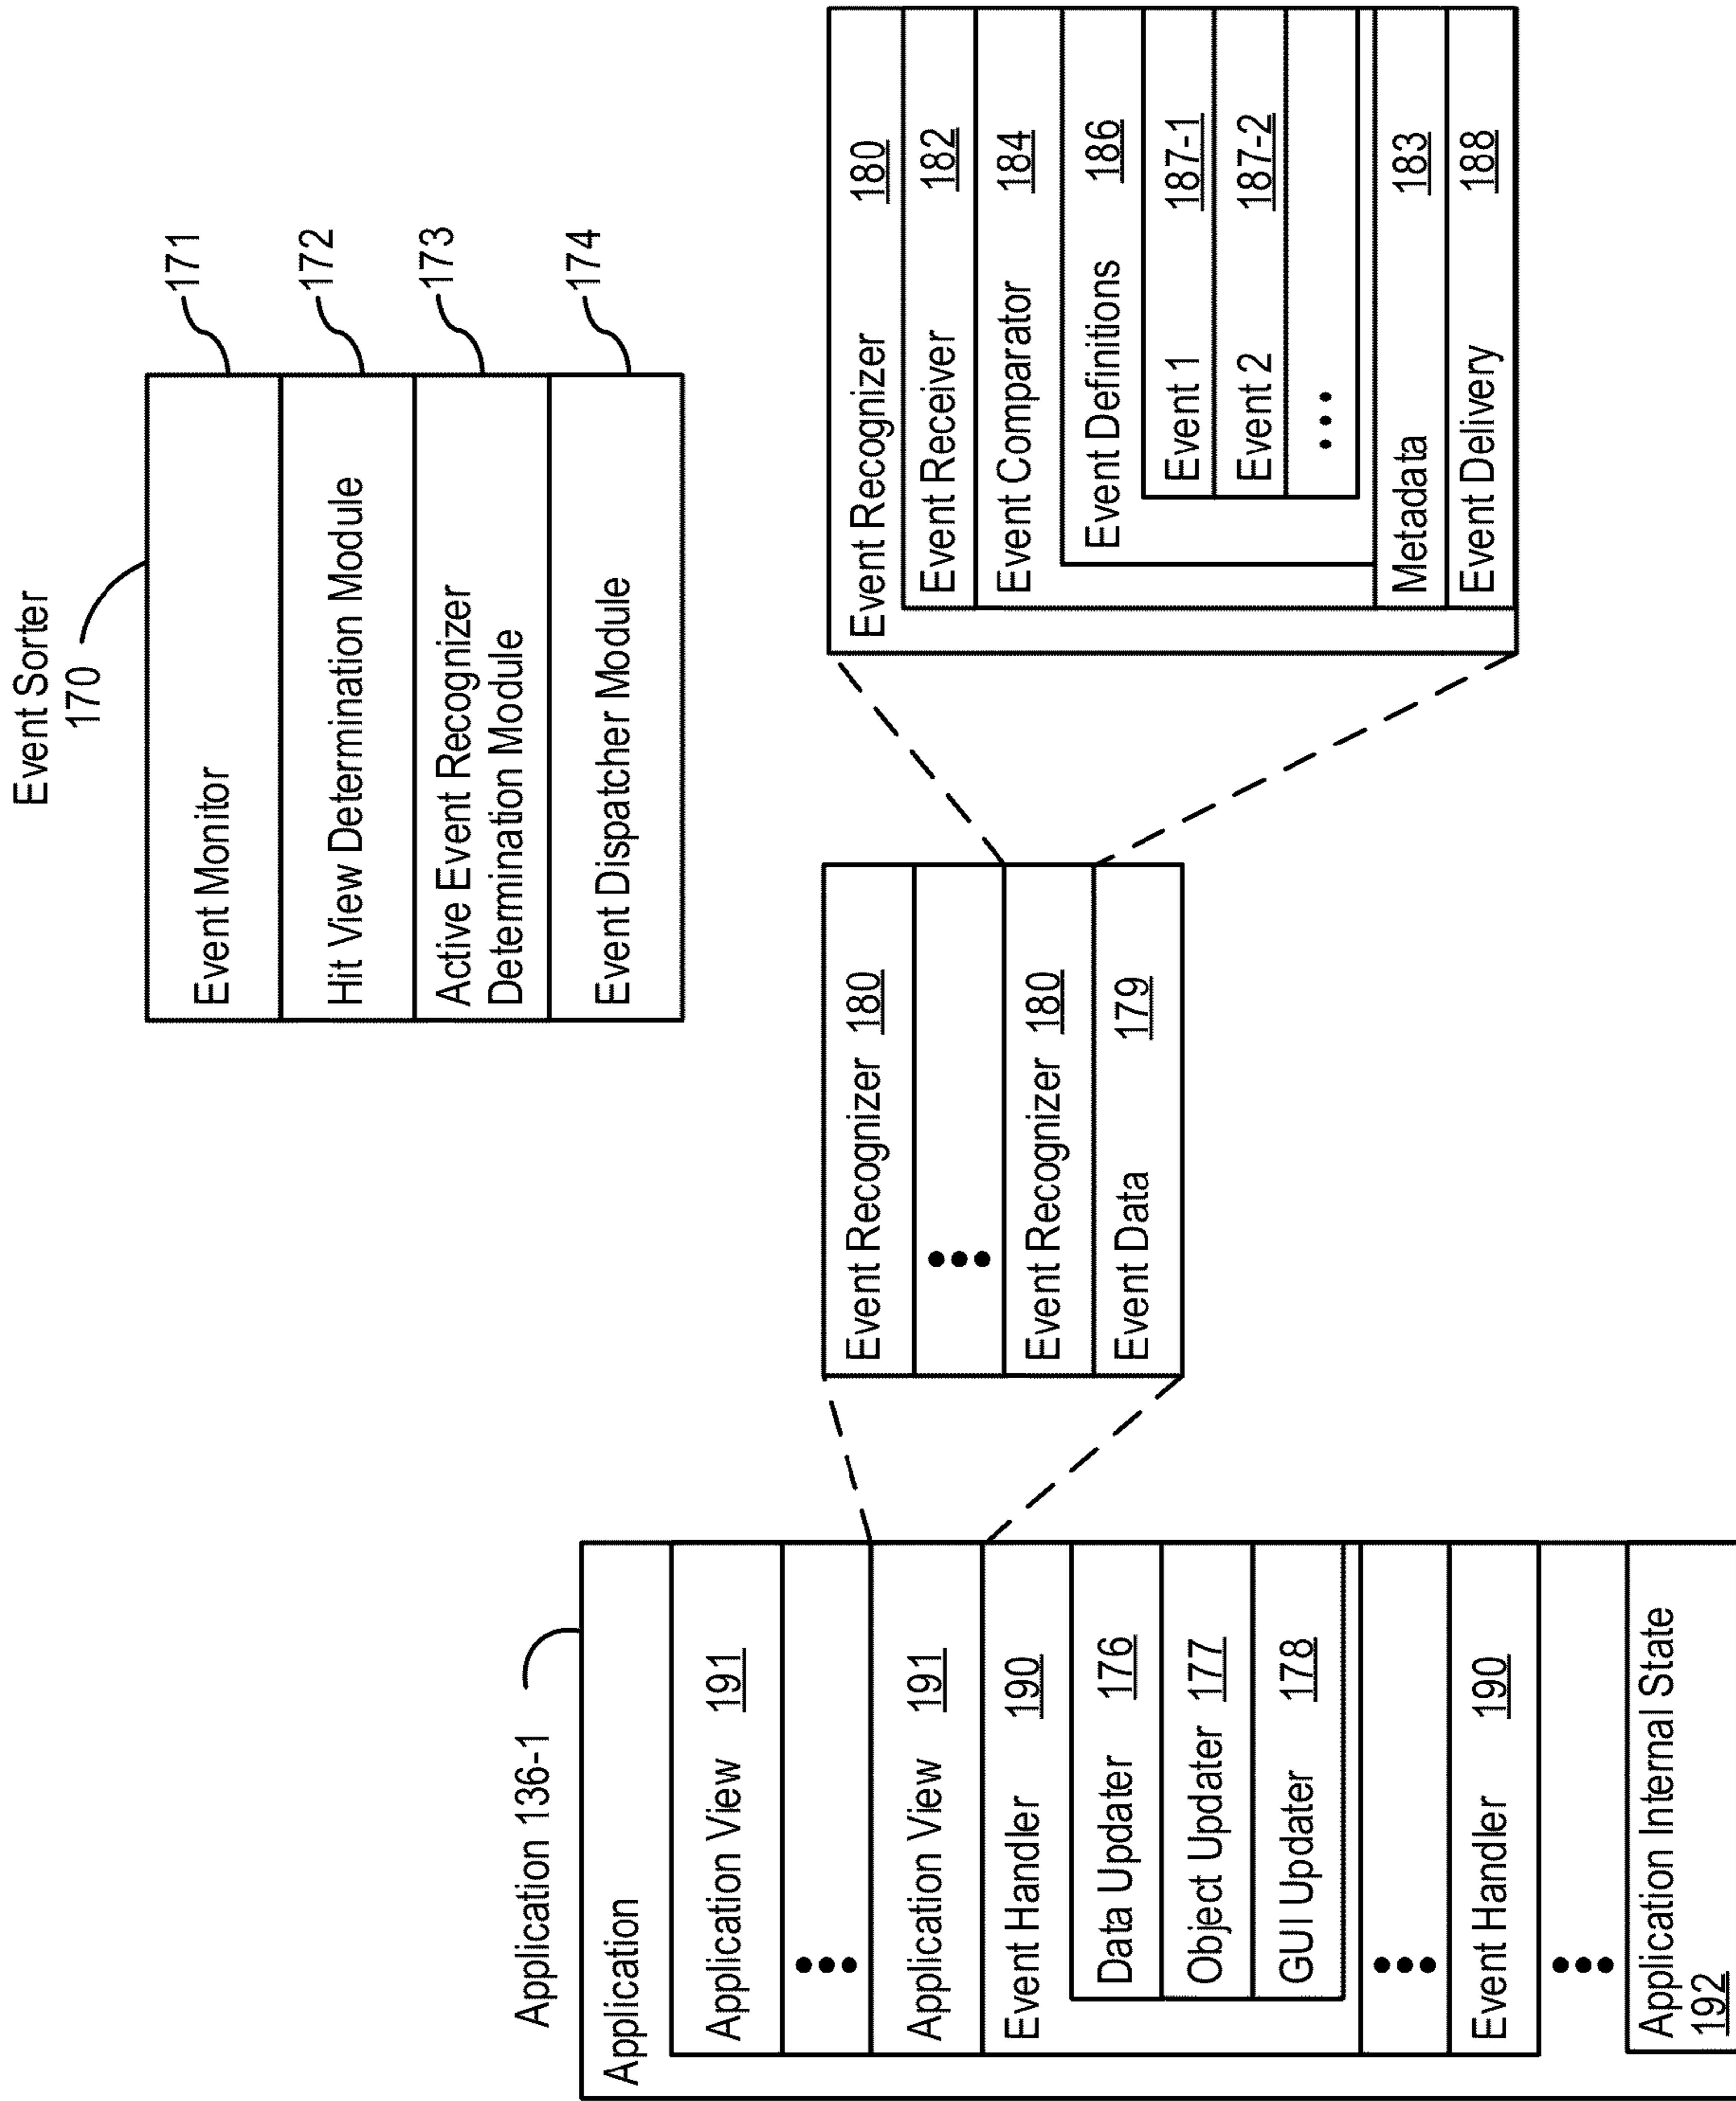 Event Sorter
170
Event Monitor
171
Hit View Determination Module
172
Active Event Recognizer
Determination Module
173
Event Dispatcher Module
174
Application 136-1
Application
Application View 191
•••
Application View 191
Event Handler 190
Data Updater 176
Object Updater 177
GUI Updater 178
•••
Event Handler 190
•••
Application Internal State
192
Event Recognizer 180
•••
Event Recognizer 180
Event Data 179
Event Recognizer 180
Event Receiver 182
Event Comparator 184
Event Definitions 186
Event 1 187-1
Event 2 187-2
•••
Metadata 183
Event Delivery 188